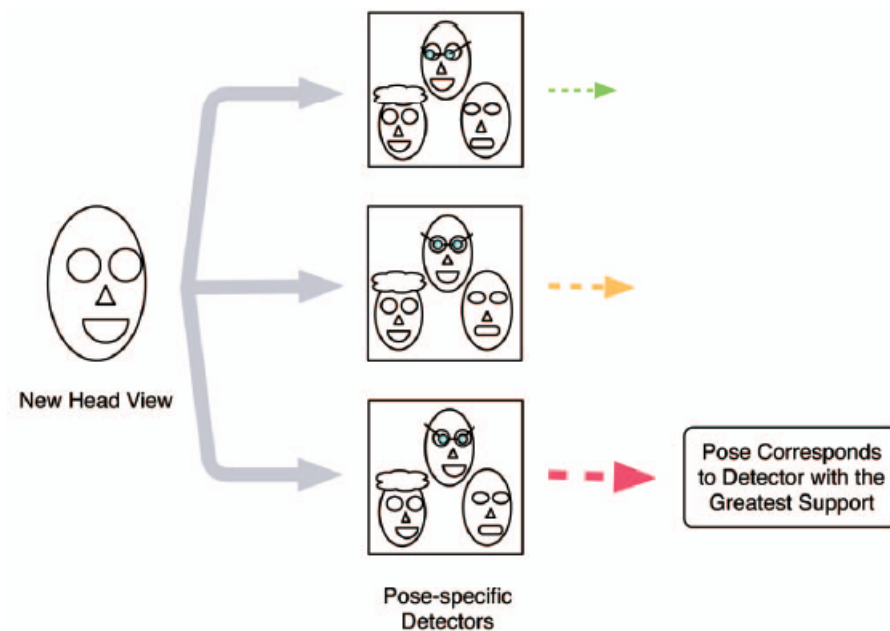 New Head View
Pose Corresponds
to Detector with the
Greatest Support
Pose-specific
Detectors